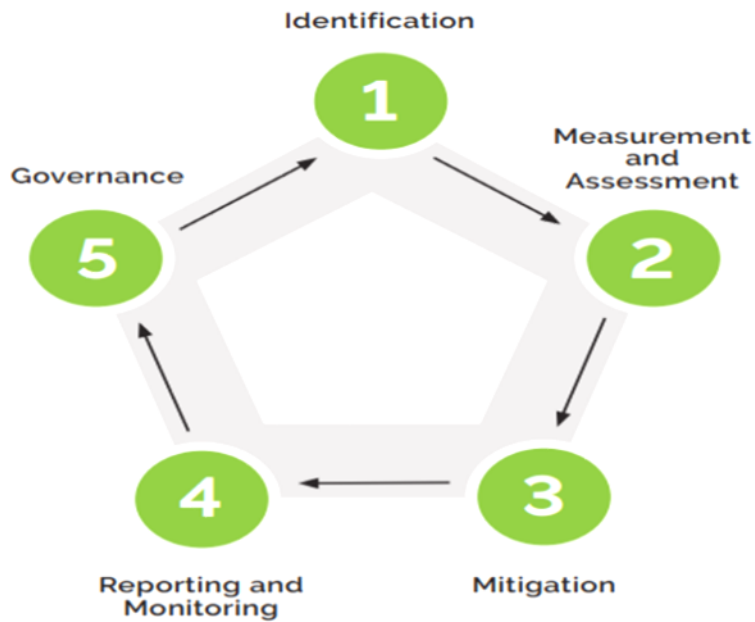 Identification
1
Measurement
and
Assessment
2
3
Mitigation
4
Reporting and
Monitoring
Governance
5